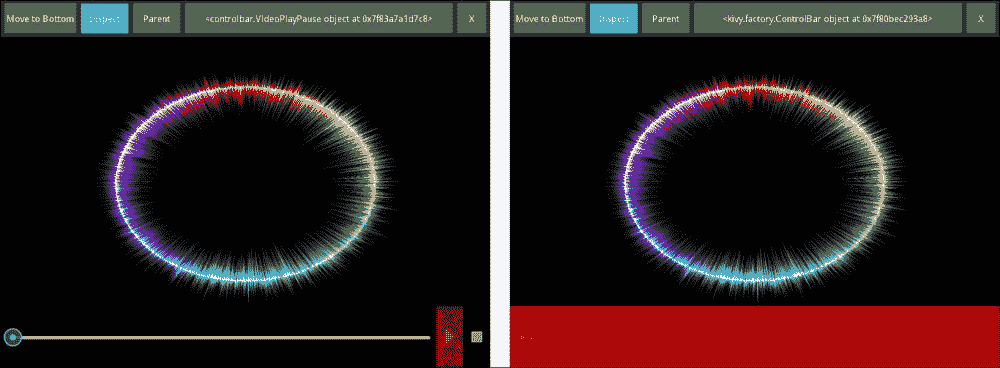 Move to Bottom Inspect Parent <controlbar.VideoPlayPause object at 0x7f83a7a1d7c8> X
Move to Bottom Inspect Parent <kivy.factory.ControlBar object at 0x7f80bec293a8> X